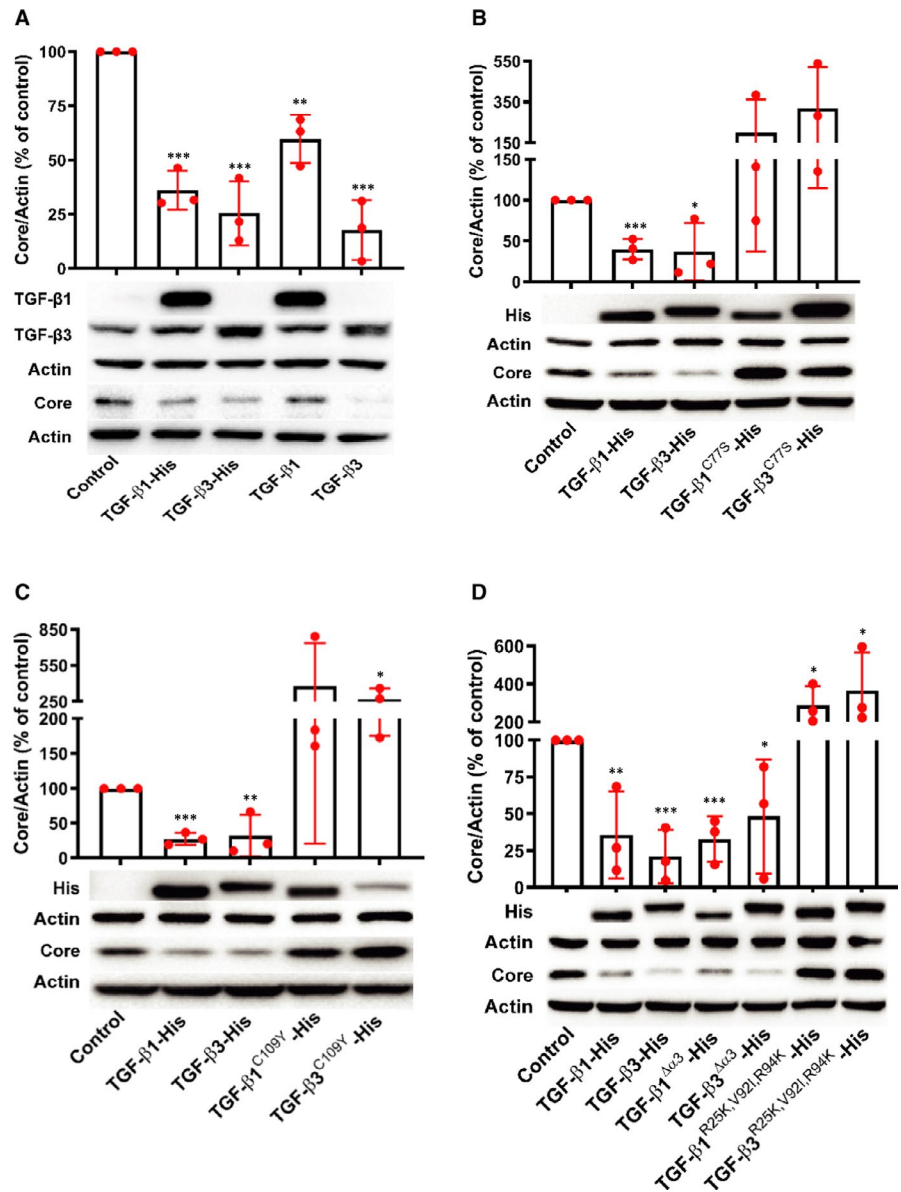 A
Core/Actin (% of control)
100
75
50
25
0
*** *** ** ***
TGF-β1
TGF-β3
Actin
Core
Actin
Control TGF-β1-His TGF-β3-His TGF-β1 TGF-β3
B
Core/Actin (% of control)
550
350
150
150
100
50
0
*** *
His
Actin
Core
Actin
Control TGF-β1-His TGF-β3-His TGF-β1C77S-His TGF-β3C77S-His
C
Core/Actin (% of control)
850
550
250
200
150
100
50
0
*** ** *
His
Actin
Core
Actin
Control TGF-β1-His TGF-β3-His TGF-β1C109Y-His TGF-β3C109Y-His
D
Core/Actin (% of control)
600
400
200
100
75
50
25
0
** *** *** * * *
His
Actin
Core
Actin
Control TGF-β1-His TGF-β3-His TGF-β1Δα3-His TGF-β3Δα3-His TGF-β1R25K,V92I,R94K-His TGF-β3R25K,V92I,R94K-His